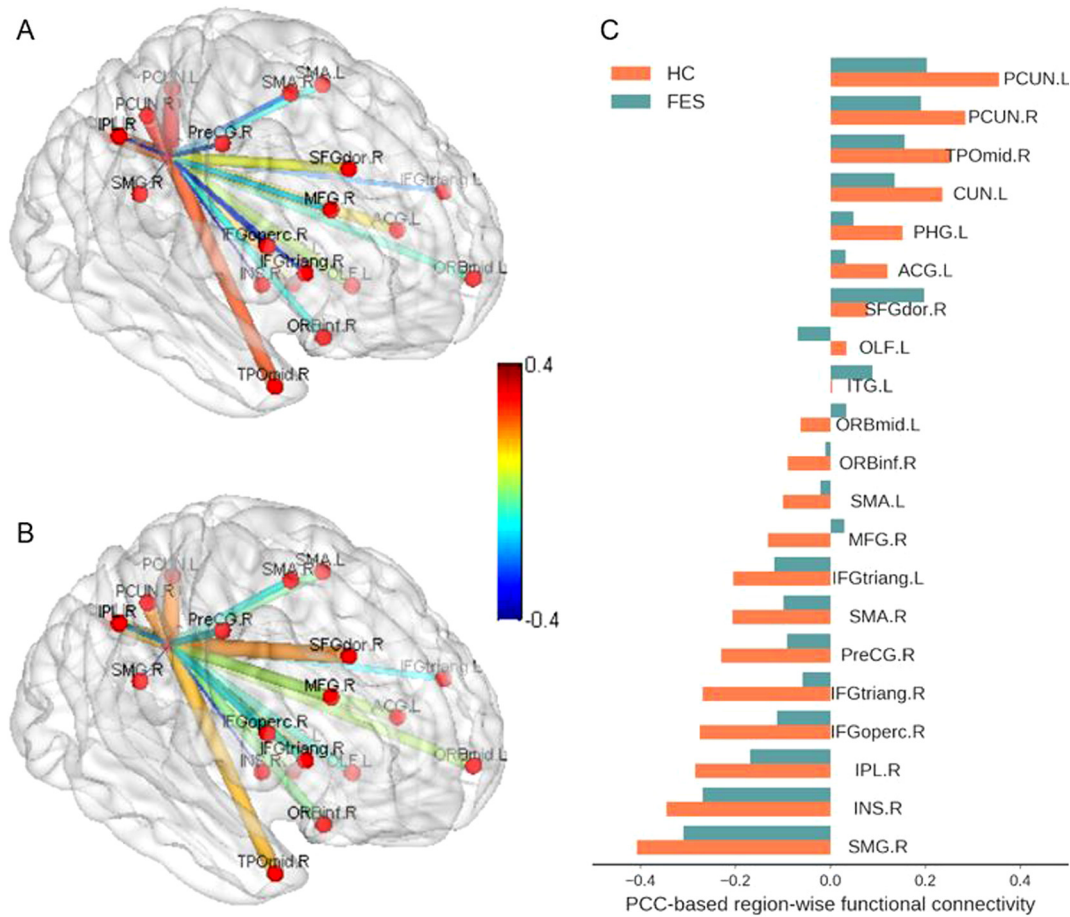 A
PCUN.L
PCUN.R
IPL.R
SMG.R
PreCG.R
SMA.R
SMA.L
SFGdor.R
IFGtriang.L
MFG.R
ACG.L
IFGoperc.R
IFGtriang.R
INS.R
OLF.L
ORBmid.L
ORBinf.R
TPOmid.R
0.4
-0.4
B
PCUN.L
PCUN.R
IPL.R
SMG.R
PreCG.R
SMA.R
SMA.L
SFGdor.R
IFGtriang.L
MFG.R
ACG.L
IFGoperc.R
IFGtriang.R
INS.R
OLF.L
ORBmid.L
ORBinf.R
TPOmid.R
C
HC
FES
PCUN.L
PCUN.R
TPOmid.R
CUN.L
PHG.L
ACG.L
SFGdor.R
OLF.L
ITG.L
ORBmid.L
ORBinf.R
SMA.L
MFG.R
IFGtriang.L
SMA.R
PreCG.R
IFGtriang.R
IFGoperc.R
IPL.R
INS.R
SMG.R
−0.4 −0.2 0.0 0.2 0.4
PCC-based region-wise functional connectivity